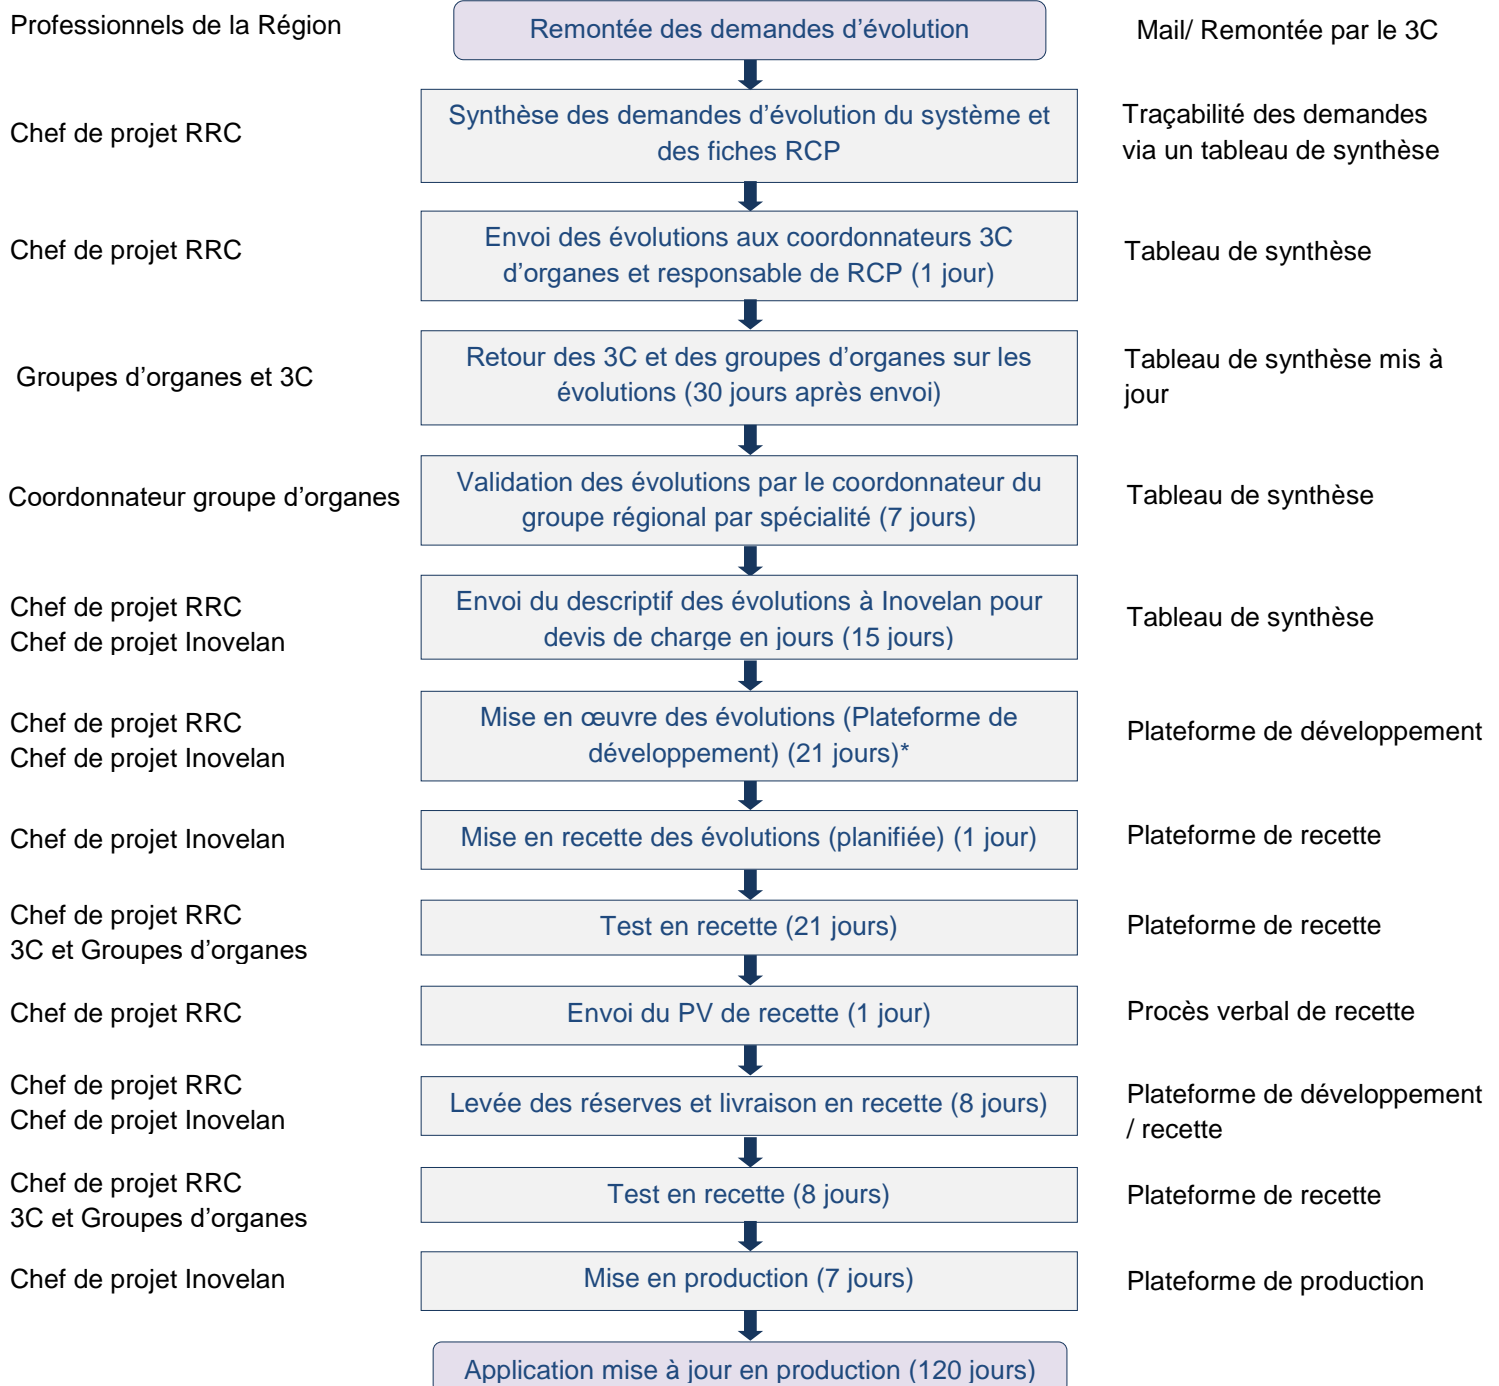 Professionnels de la Région
Remontée des demandes d’évolution
Mail/ Remontée par le 3C
Chef de projet RRC
Synthèse des demandes d’évolution du système et
des fiches RCP
Traçabilité des demandes
via un tableau de synthèse
Chef de projet RRC
Envoi des évolutions aux coordonnateurs 3C
d’organes et responsable de RCP (1 jour)
Tableau de synthèse
Groupes d’organes et 3C
Retour des 3C et des groupes d’organes sur les
évolutions (30 jours après envoi)
Tableau de synthèse mis à
jour
Coordonnateur groupe d’organes
Validation des évolutions par le coordonnateur du
groupe régional par spécialité (7 jours)
Tableau de synthèse
Chef de projet RRC
Chef de projet Inovelan
Envoi du descriptif des évolutions à Inovelan pour
devis de charge en jours (15 jours)
Tableau de synthèse
Chef de projet RRC
Chef de projet Inovelan
Mise en œuvre des évolutions (Plateforme de
développement) (21 jours)*
Plateforme de développement
Chef de projet Inovelan
Mise en recette des évolutions (planifiée) (1 jour)
Plateforme de recette
Chef de projet RRC
3C et Groupes d’organes
Test en recette (21 jours)
Plateforme de recette
Chef de projet RRC
Envoi du PV de recette (1 jour)
Procès verbal de recette
Chef de projet RRC
Chef de projet Inovelan
Levée des réserves et livraison en recette (8 jours)
Plateforme de développement
/ recette
Chef de projet RRC
3C et Groupes d’organes
Test en recette (8 jours)
Plateforme de recette
Chef de projet Inovelan
Mise en production (7 jours)
Plateforme de production
Application mise à jour en production (120 jours)